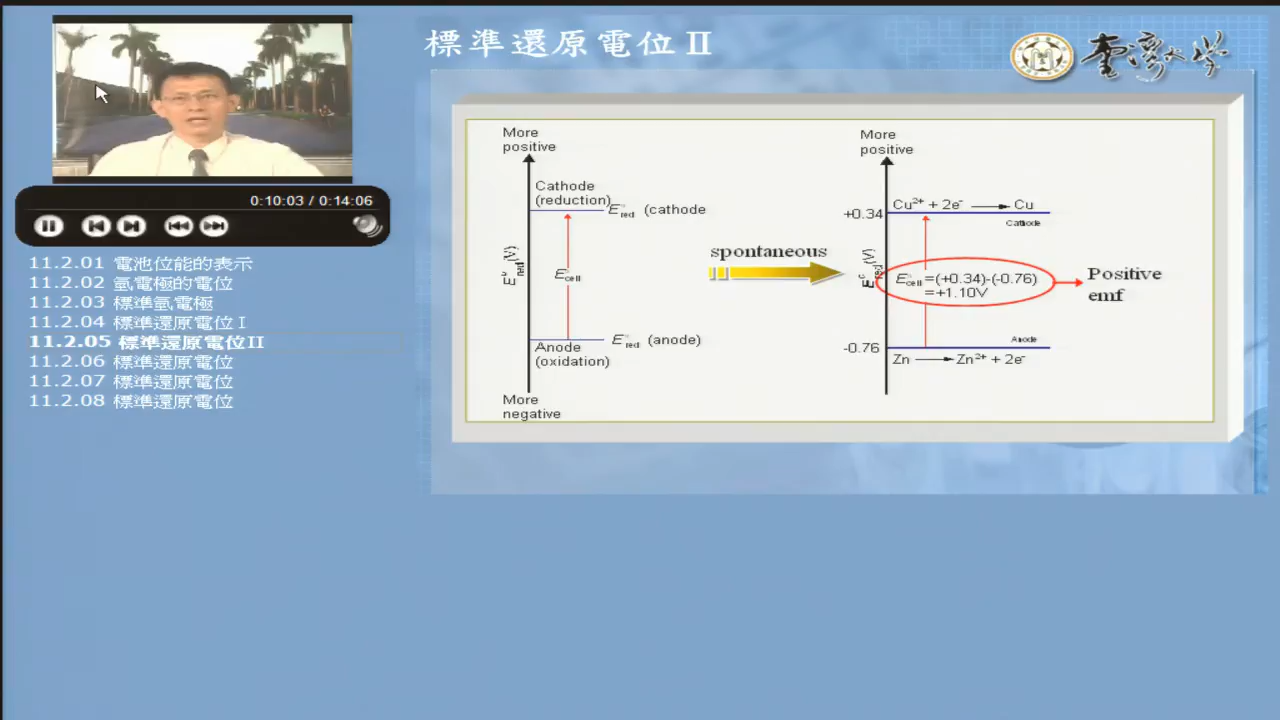 標準還原電位Ⅱ
臺灣大學
0:10:03 / 0:14:06
11.2.01 電池位能的表示
11.2.02 氫電極的電位
11.2.03 標準氫電極
11.2.04 標準還原電位Ⅰ
11.2.05 標準還原電位Ⅱ
11.2.06 標準還原電位
11.2.07 標準還原電位
11.2.08 標準還原電位
More
positive
Cathode
(reduction)
E°red (cathode
E°red (V)
E°cell
E°red (anode)
Anode
(oxidation)
More
negative
spontaneous
More
positive
Cu²⁺ + 2e⁻ ⟶ Cu
+0.34
Cathode
E°red (V)
E°cell =(+0.34)-(-0.76)
=+1.10V
Positive
emf
Anode
-0.76
Zn ⟶ Zn²⁺ + 2e⁻